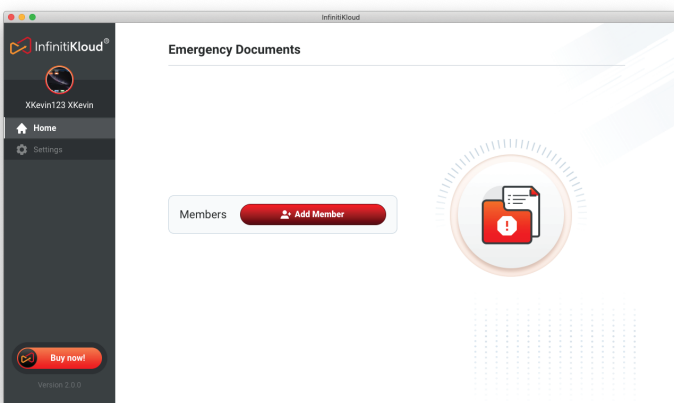 InfinitiKloud
InfinitiKloud®
XKevin123 XKevin
Home
Settings
Buy now!
Version 2.0.0
Emergency Documents
Members
Add Member